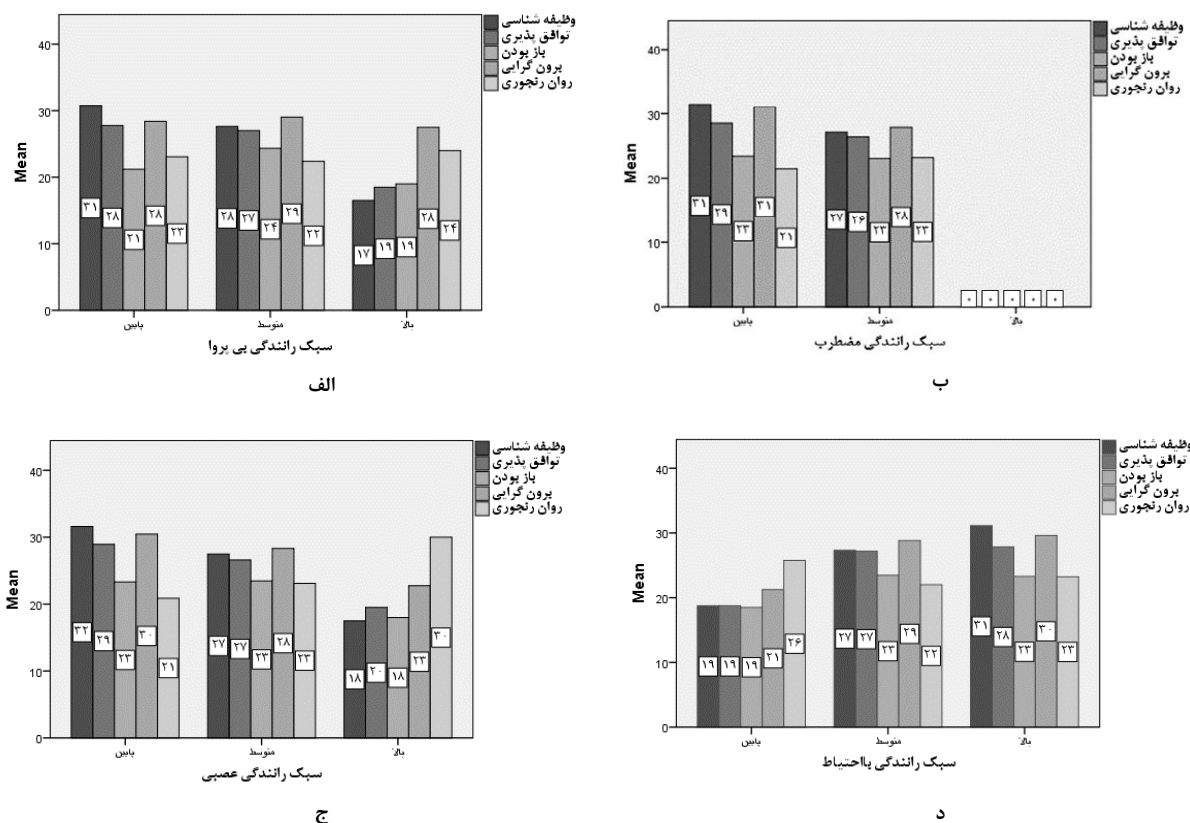 وظیفه شناسی
توافق پذیری
باز بودن
برون گرایی
روان رنجوری
Mean
40
30
20
10
0
۳۱ ۲۸ ۲۱ ۲۸ ۲۳
۲۸ ۲۷ ۲۴ ۲۹ ۲۲
۱۷ ۱۹ ۱۹ ۲۸ ۲۴
پایین متوسط بالا
سبک رانندگی بی پروا
الف
وظیفه شناسی
توافق پذیری
باز بودن
برون گرایی
روان رنجوری
Mean
40
30
20
10
0
۳۱ ۲۹ ۲۳ ۳۱ ۲۱
۲۷ ۲۶ ۲۳ ۲۸ ۲۳
۰ ۰ ۰ ۰ ۰
پایین متوسط بالا
سبک رانندگی مضطرب
ب
وظیفه شناسی
توافق پذیری
باز بودن
برون گرایی
روان رنجوری
Mean
40
30
20
10
0
۳۲ ۲۹ ۲۳ ۳۰ ۲۱
۲۷ ۲۷ ۲۳ ۲۸ ۲۳
۱۸ ۲۰ ۱۸ ۲۳ ۳۰
پایین متوسط بالا
سبک رانندگی عصبی
ج
وظیفه شناسی
توافق پذیری
باز بودن
برون گرایی
روان رنجوری
Mean
40
30
20
10
0
۱۹ ۱۹ ۱۹ ۲۱ ۲۶
۲۷ ۲۷ ۲۳ ۲۹ ۲۲
۳۱ ۲۸ ۲۳ ۳۰ ۲۳
پایین متوسط بالا
سبک رانندگی بااحتیاط
د